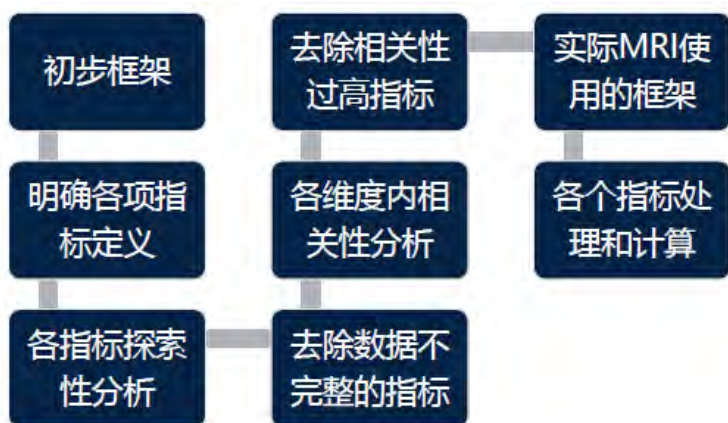 初步框架
明确各项指
标定义
各指标探索
性分析
去除数据不
完整的指标
各维度内相
关性分析
去除相关性
过高指标
实际MRI使
用的框架
各个指标处
理和计算